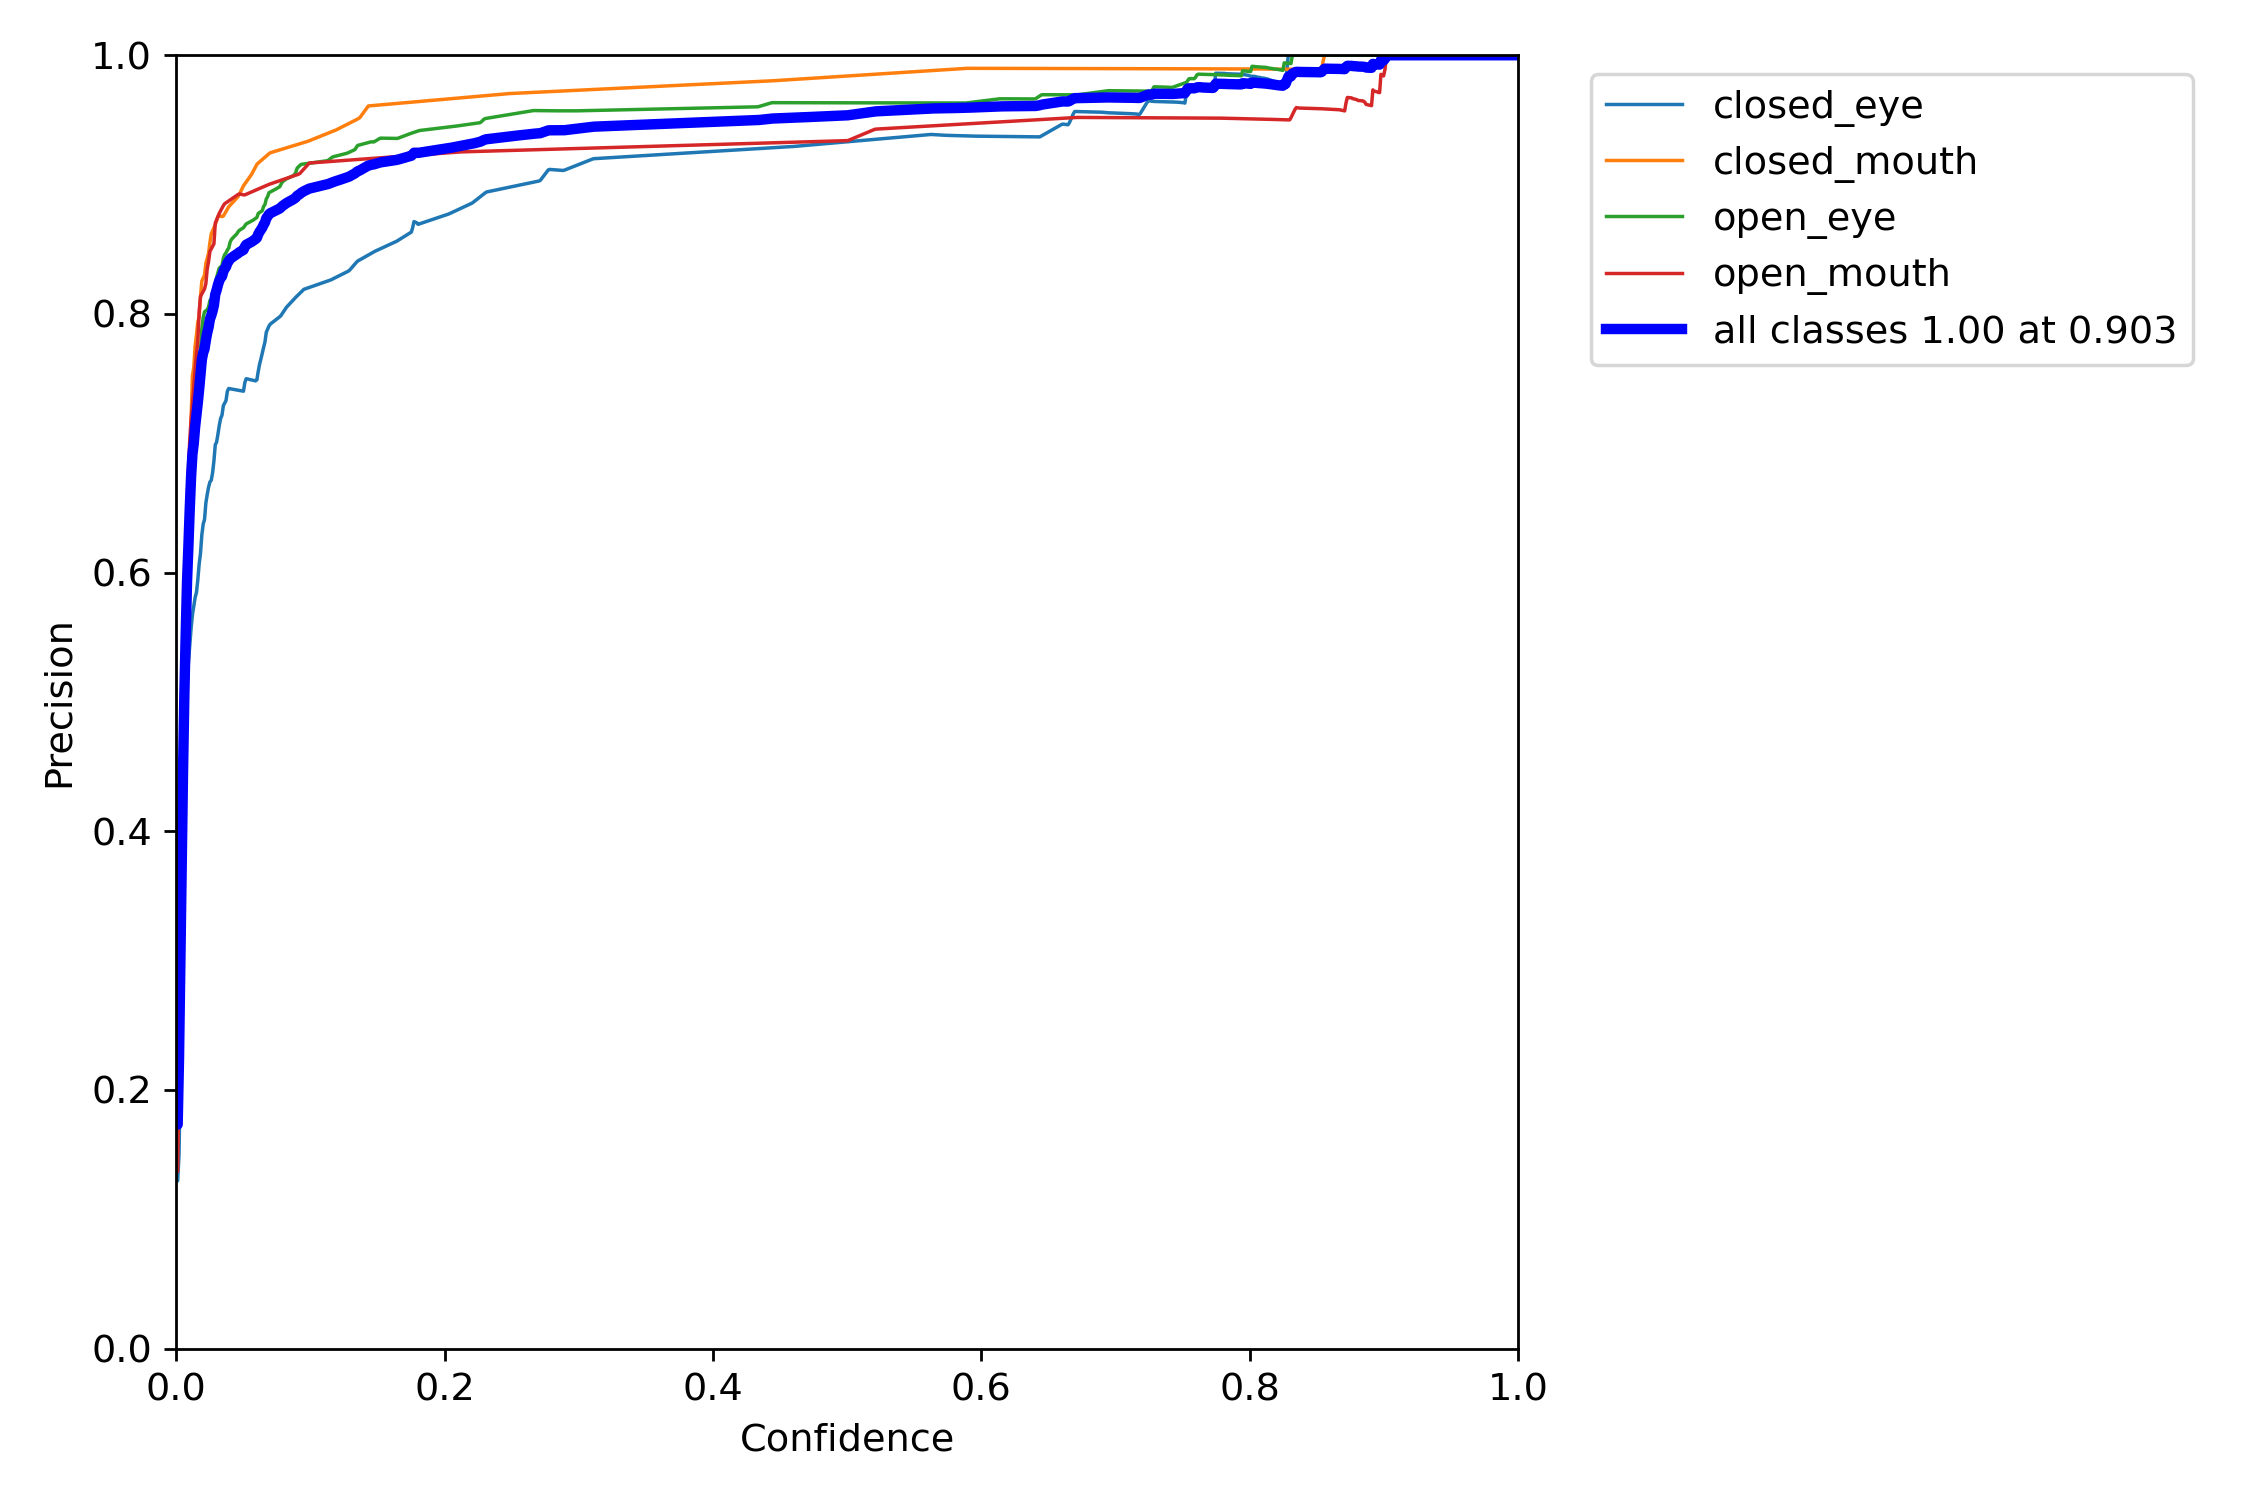 1.0
0.8
0.6
0.4
0.2
0.0
0.0 0.2 0.4 0.6 0.8 1.0
Precision
Confidence
closed_eye
closed_mouth
open_eye
open_mouth
all classes 1.00 at 0.903